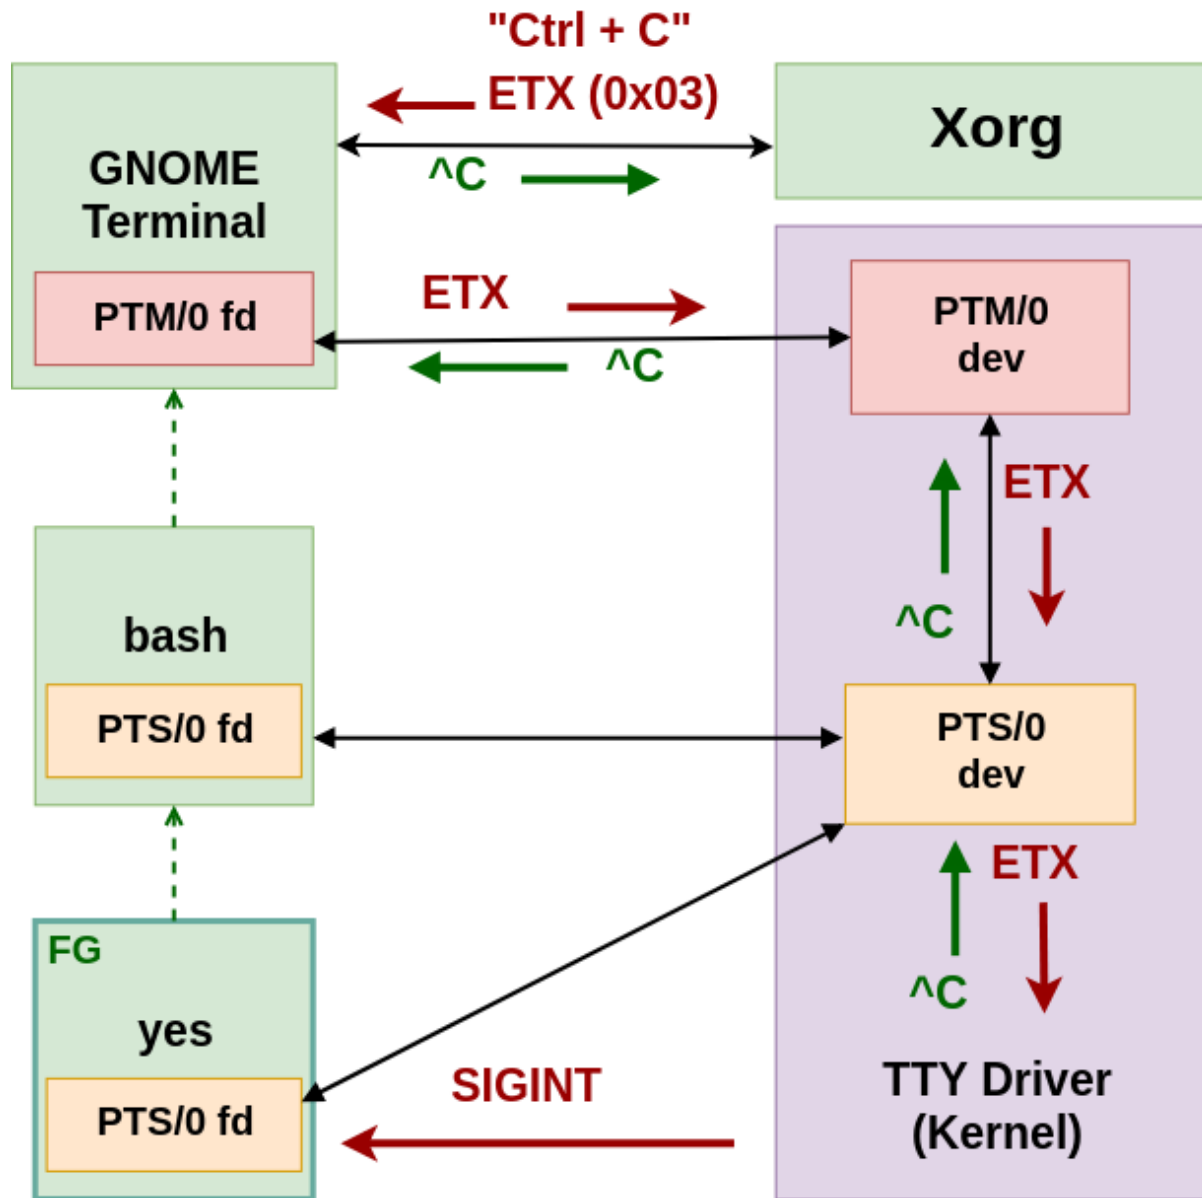 "Ctrl + C"
ETX (0x03)
GNOME
Terminal
^C
Xorg
PTM/0 fd
ETX
^C
PTM/0
dev
ETX
^C
bash
PTS/0 fd
PTS/0
dev
ETX
^C
FG
yes
PTS/0 fd
SIGINT
TTY Driver
(Kernel)